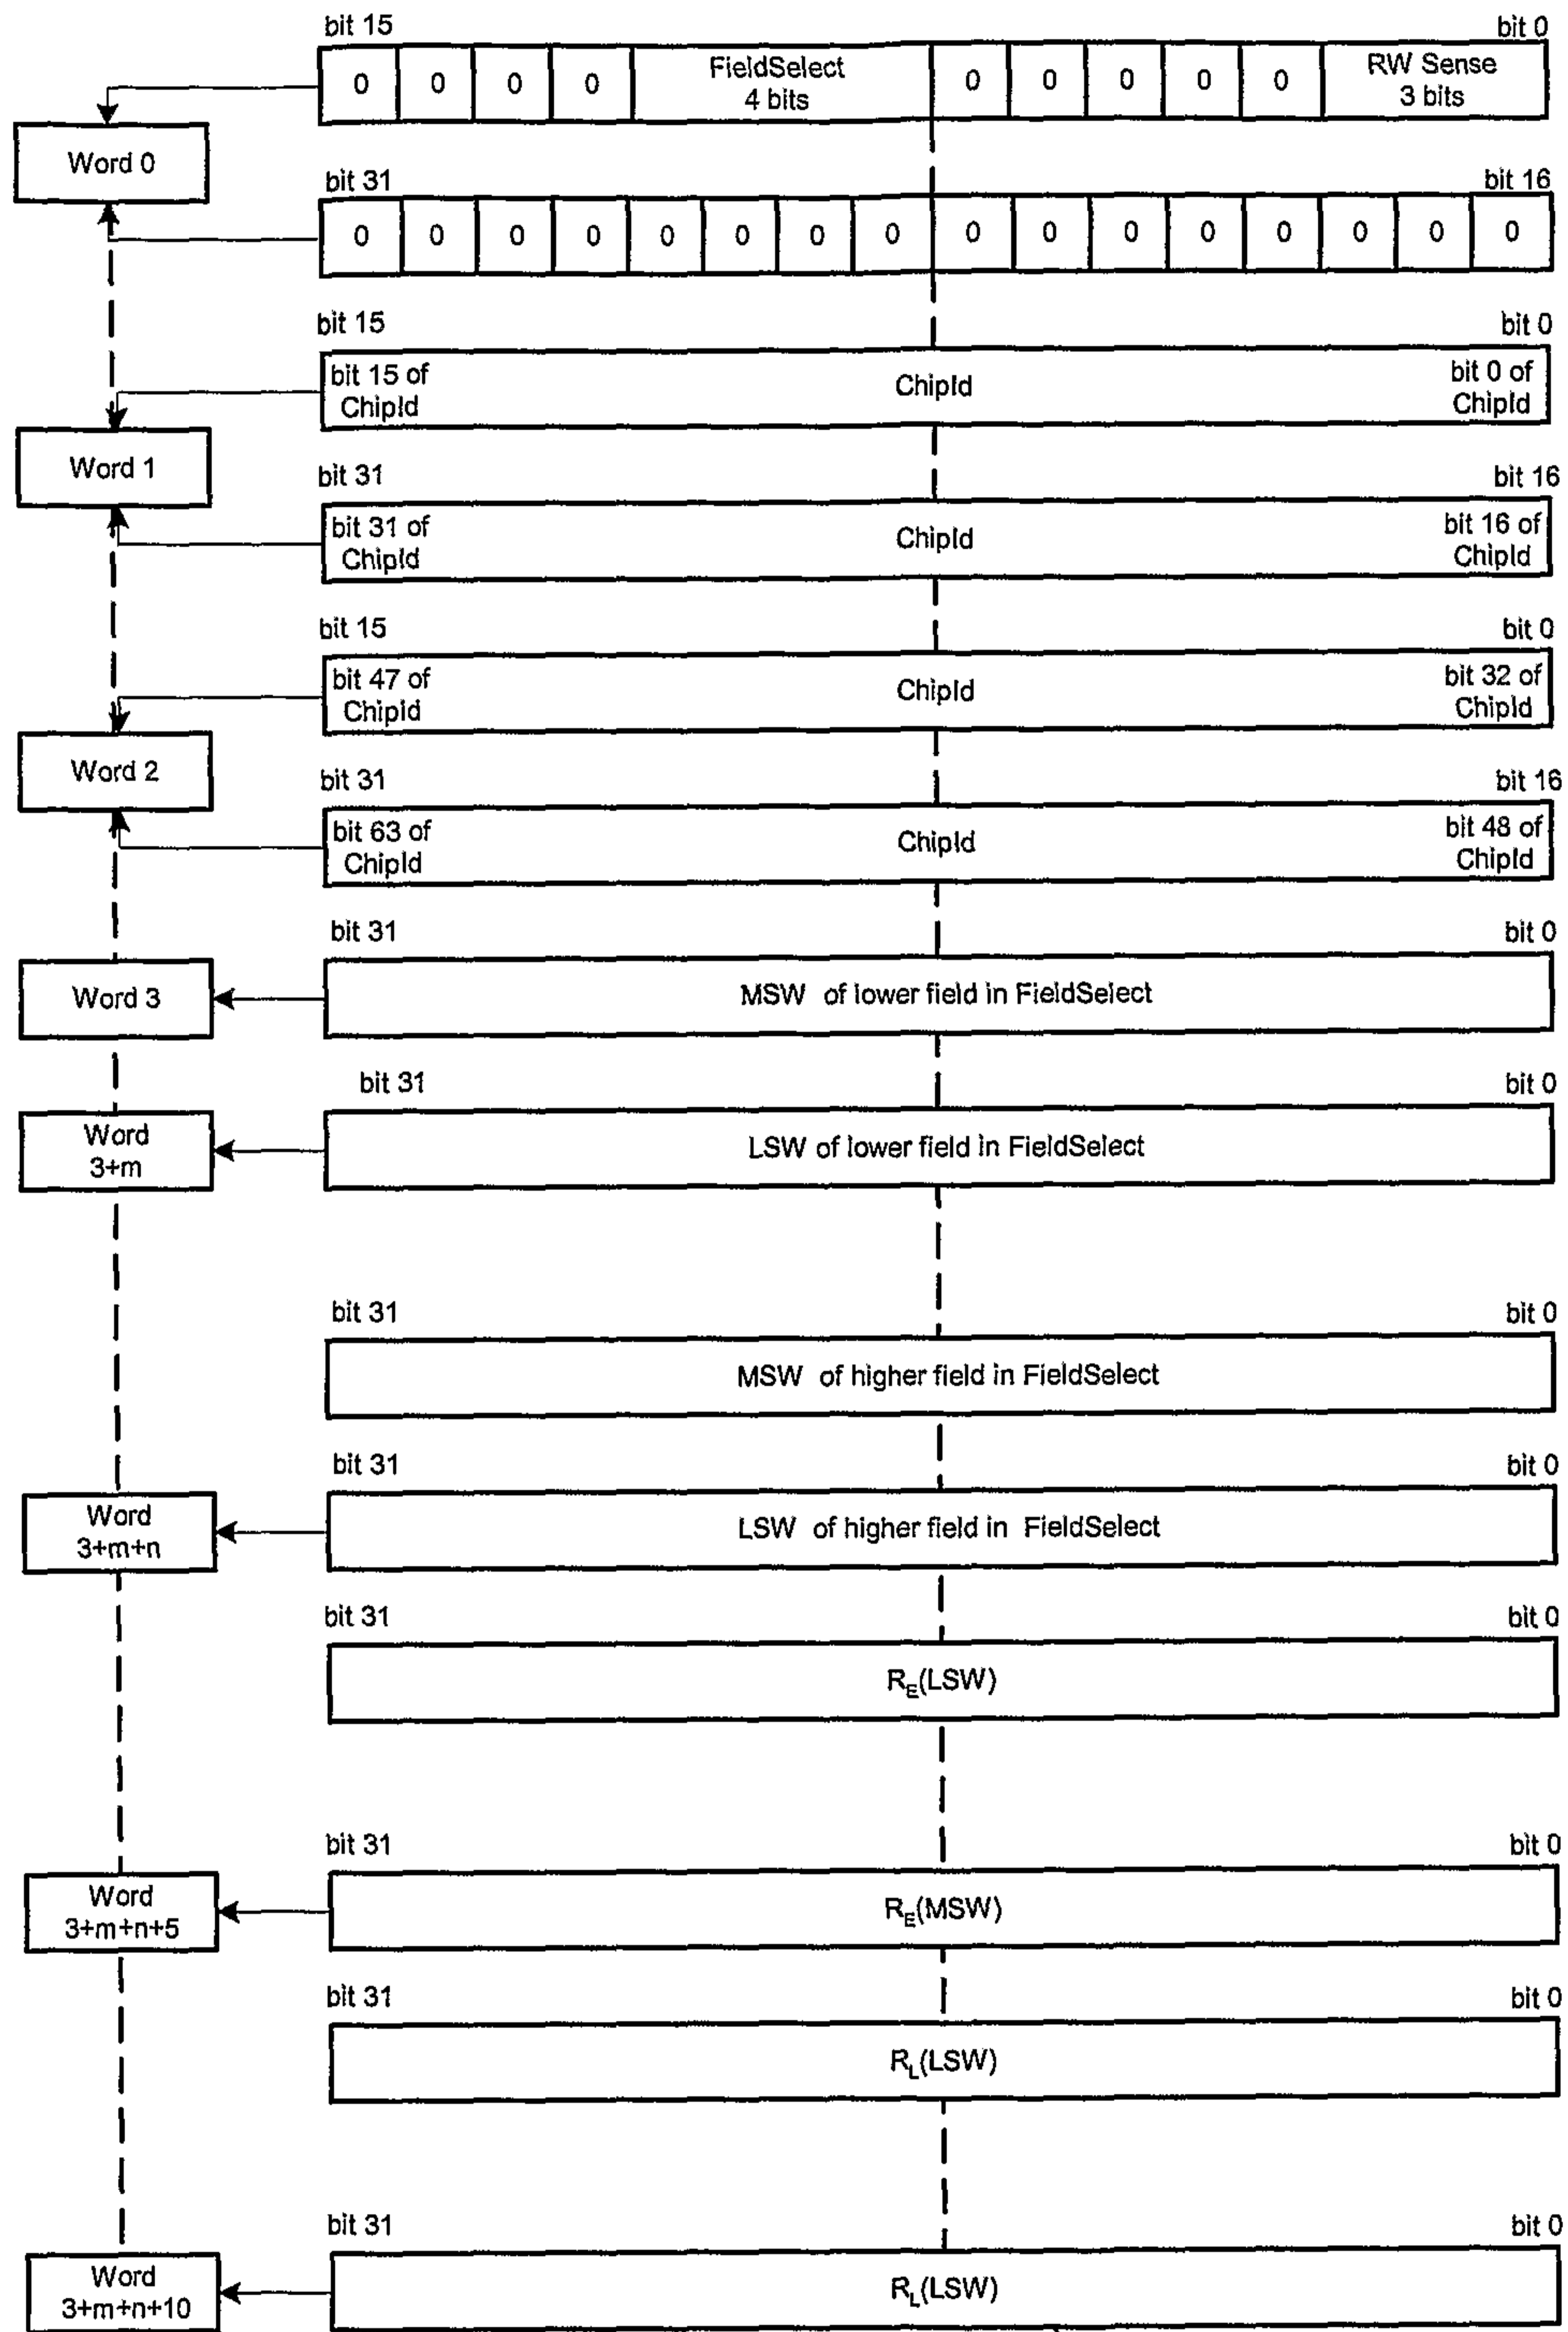 bit 15 bit 0
0 0 0 0 FieldSelect 4 bits 0 0 0 0 0 RW Sense 3 bits
Word 0
bit 31 bit 16
0 0 0 0 0 0 0 0 0 0 0 0 0 0 0 0
bit 15 bit 0
bit 15 of ChipId ChipId bit 0 of ChipId
Word 1
bit 31 bit 16
bit 31 of ChipId ChipId bit 16 of ChipId
bit 15 bit 0
bit 47 of ChipId ChipId bit 32 of ChipId
Word 2
bit 31 bit 16
bit 63 of ChipId ChipId bit 48 of ChipId
bit 31 bit 0
Word 3 MSW of lower field in FieldSelect
bit 31 bit 0
Word 3+m LSW of lower field in FieldSelect
bit 31 bit 0
MSW of higher field in FieldSelect
bit 31 bit 0
Word 3+m+n LSW of higher field in FieldSelect
bit 31 bit 0
R_E(LSW)
bit 31 bit 0
Word 3+m+n+5 R_E(MSW)
bit 31 bit 0
R_L(LSW)
bit 31 bit 0
Word 3+m+n+10 R_L(LSW)